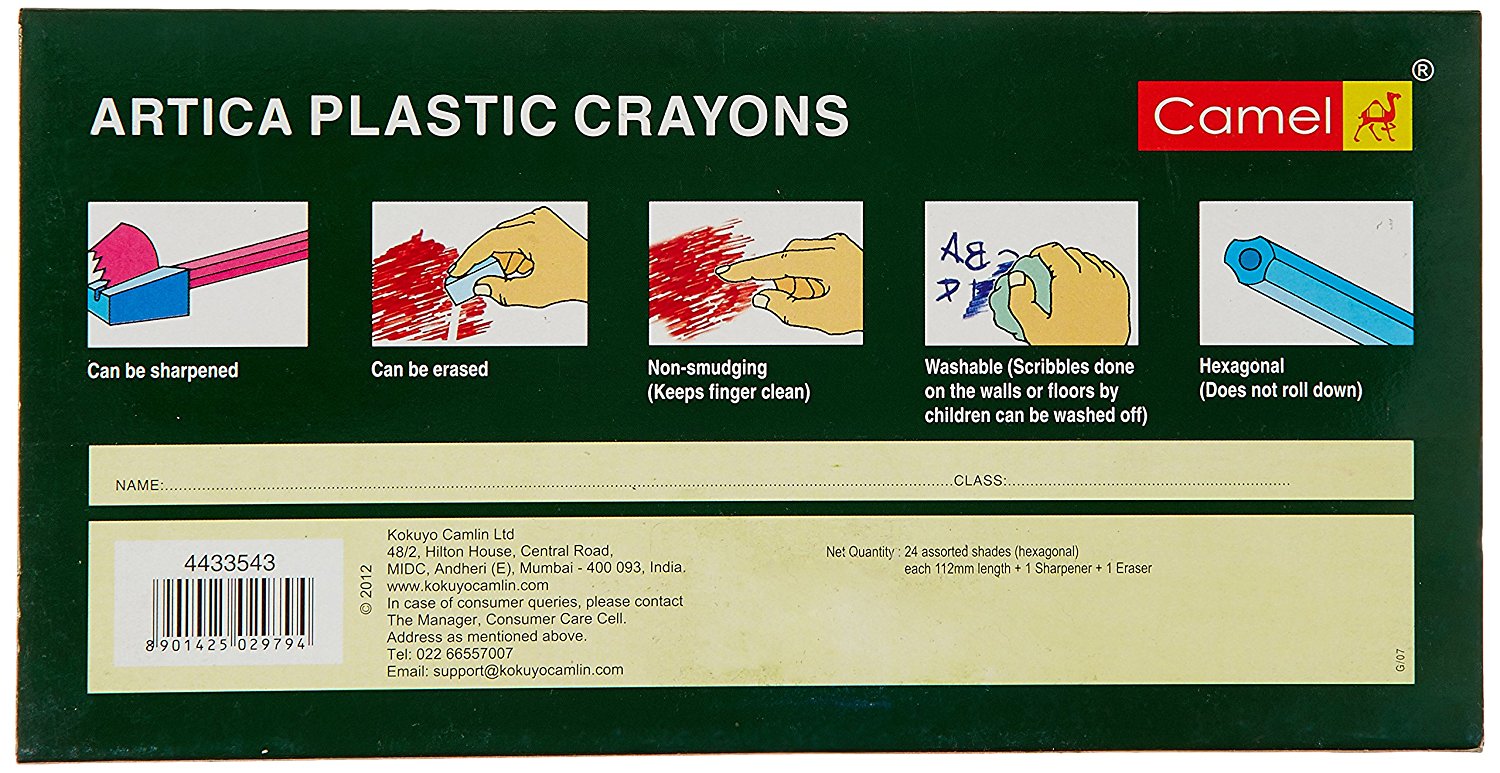 ARTICA PLASTIC CRAYONS
Camel
®
Can be sharpened
Can be erased
Non-smudging
(Keeps finger clean)
AB
Washable (Scribbles done
on the walls or floors by
children can be washed off)
Hexagonal
(Does not roll down)
NAME:........................................CLASS:........................................
4433543
8901425029794
© 2012
Kokuyo Camlin Ltd
48/2, Hilton House, Central Road,
MIDC, Andheri (E), Mumbai - 400 093, India.
www.kokuyocamlin.com
In case of consumer queries, please contact
The Manager, Consumer Care Cell.
Address as mentioned above.
Tel: 022 66557007
Email: support@kokuyocamlin.com
Net Quantity : 24 assorted shades (hexagonal)
each 112mm length + 1 Sharpener + 1 Eraser
G/07